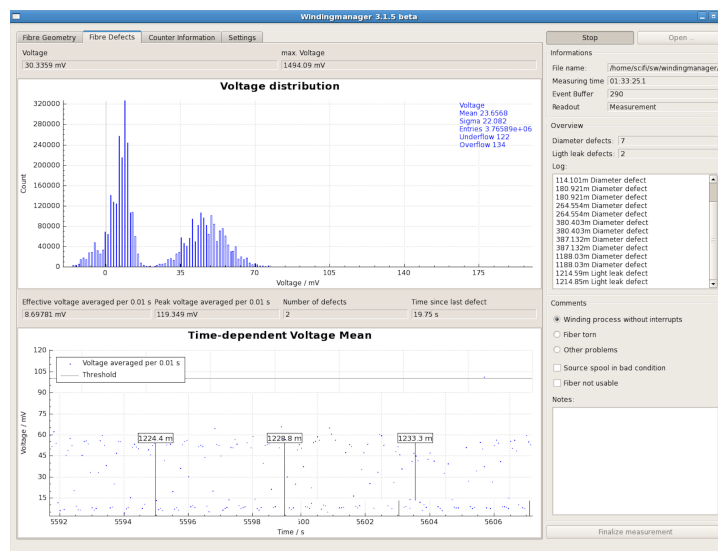 Windingmanager 3.1.5 beta
Fibre Geometry
Fibre Defects
Counter Information
Settings
Stop
Open ...
Voltage
max. Voltage
30.3359 mV
1494.09 mV
Voltage distribution
Voltage
Mean 23.6568
Sigma 22.082
Entries 3.76589e+06
Underflow 122
Overflow 134
Count
320000
280000
240000
200000
160000
120000
80000
40000
0
0
35
70
105
140
175
Voltage / mV
Effective voltage averaged per 0.01 s
Peak voltage averaged per 0.01 s
Number of defects
Time since last defect
8.69781 mV
119.349 mV
2
19.75 s
Time-dependent Voltage Mean
Voltage averaged per 0.01 s
Threshold
Voltage / mV
120
105
90
75
60
45
30
15
1224.4 m
1228.8 m
1233.3 m
5592
5594
5596
5598
5602
5604
5606
Time / s
Informations
File name:
/home/scifi/sw/windingmanager/
Measuring time
01:33:25.1
Event Buffer
290
Readout
Measurement
Overview
Diameter defects:
7
Ligth leak defects:
2
Log:
114.101m Diameter defect
180.921m Diameter defect
180.921m Diameter defect
264.554m Diameter defect
264.554m Diameter defect
380.403m Diameter defect
380.403m Diameter defect
387.132m Diameter defect
387.132m Diameter defect
1188.03m Diameter defect
1188.03m Diameter defect
1214.59m Light leak defect
1214.85m Light leak defect
Comments
Winding process without interrupts
Fiber torn
Other problems
Source spool in bad condition
Fiber not usable
Notes:
Finalize measurement